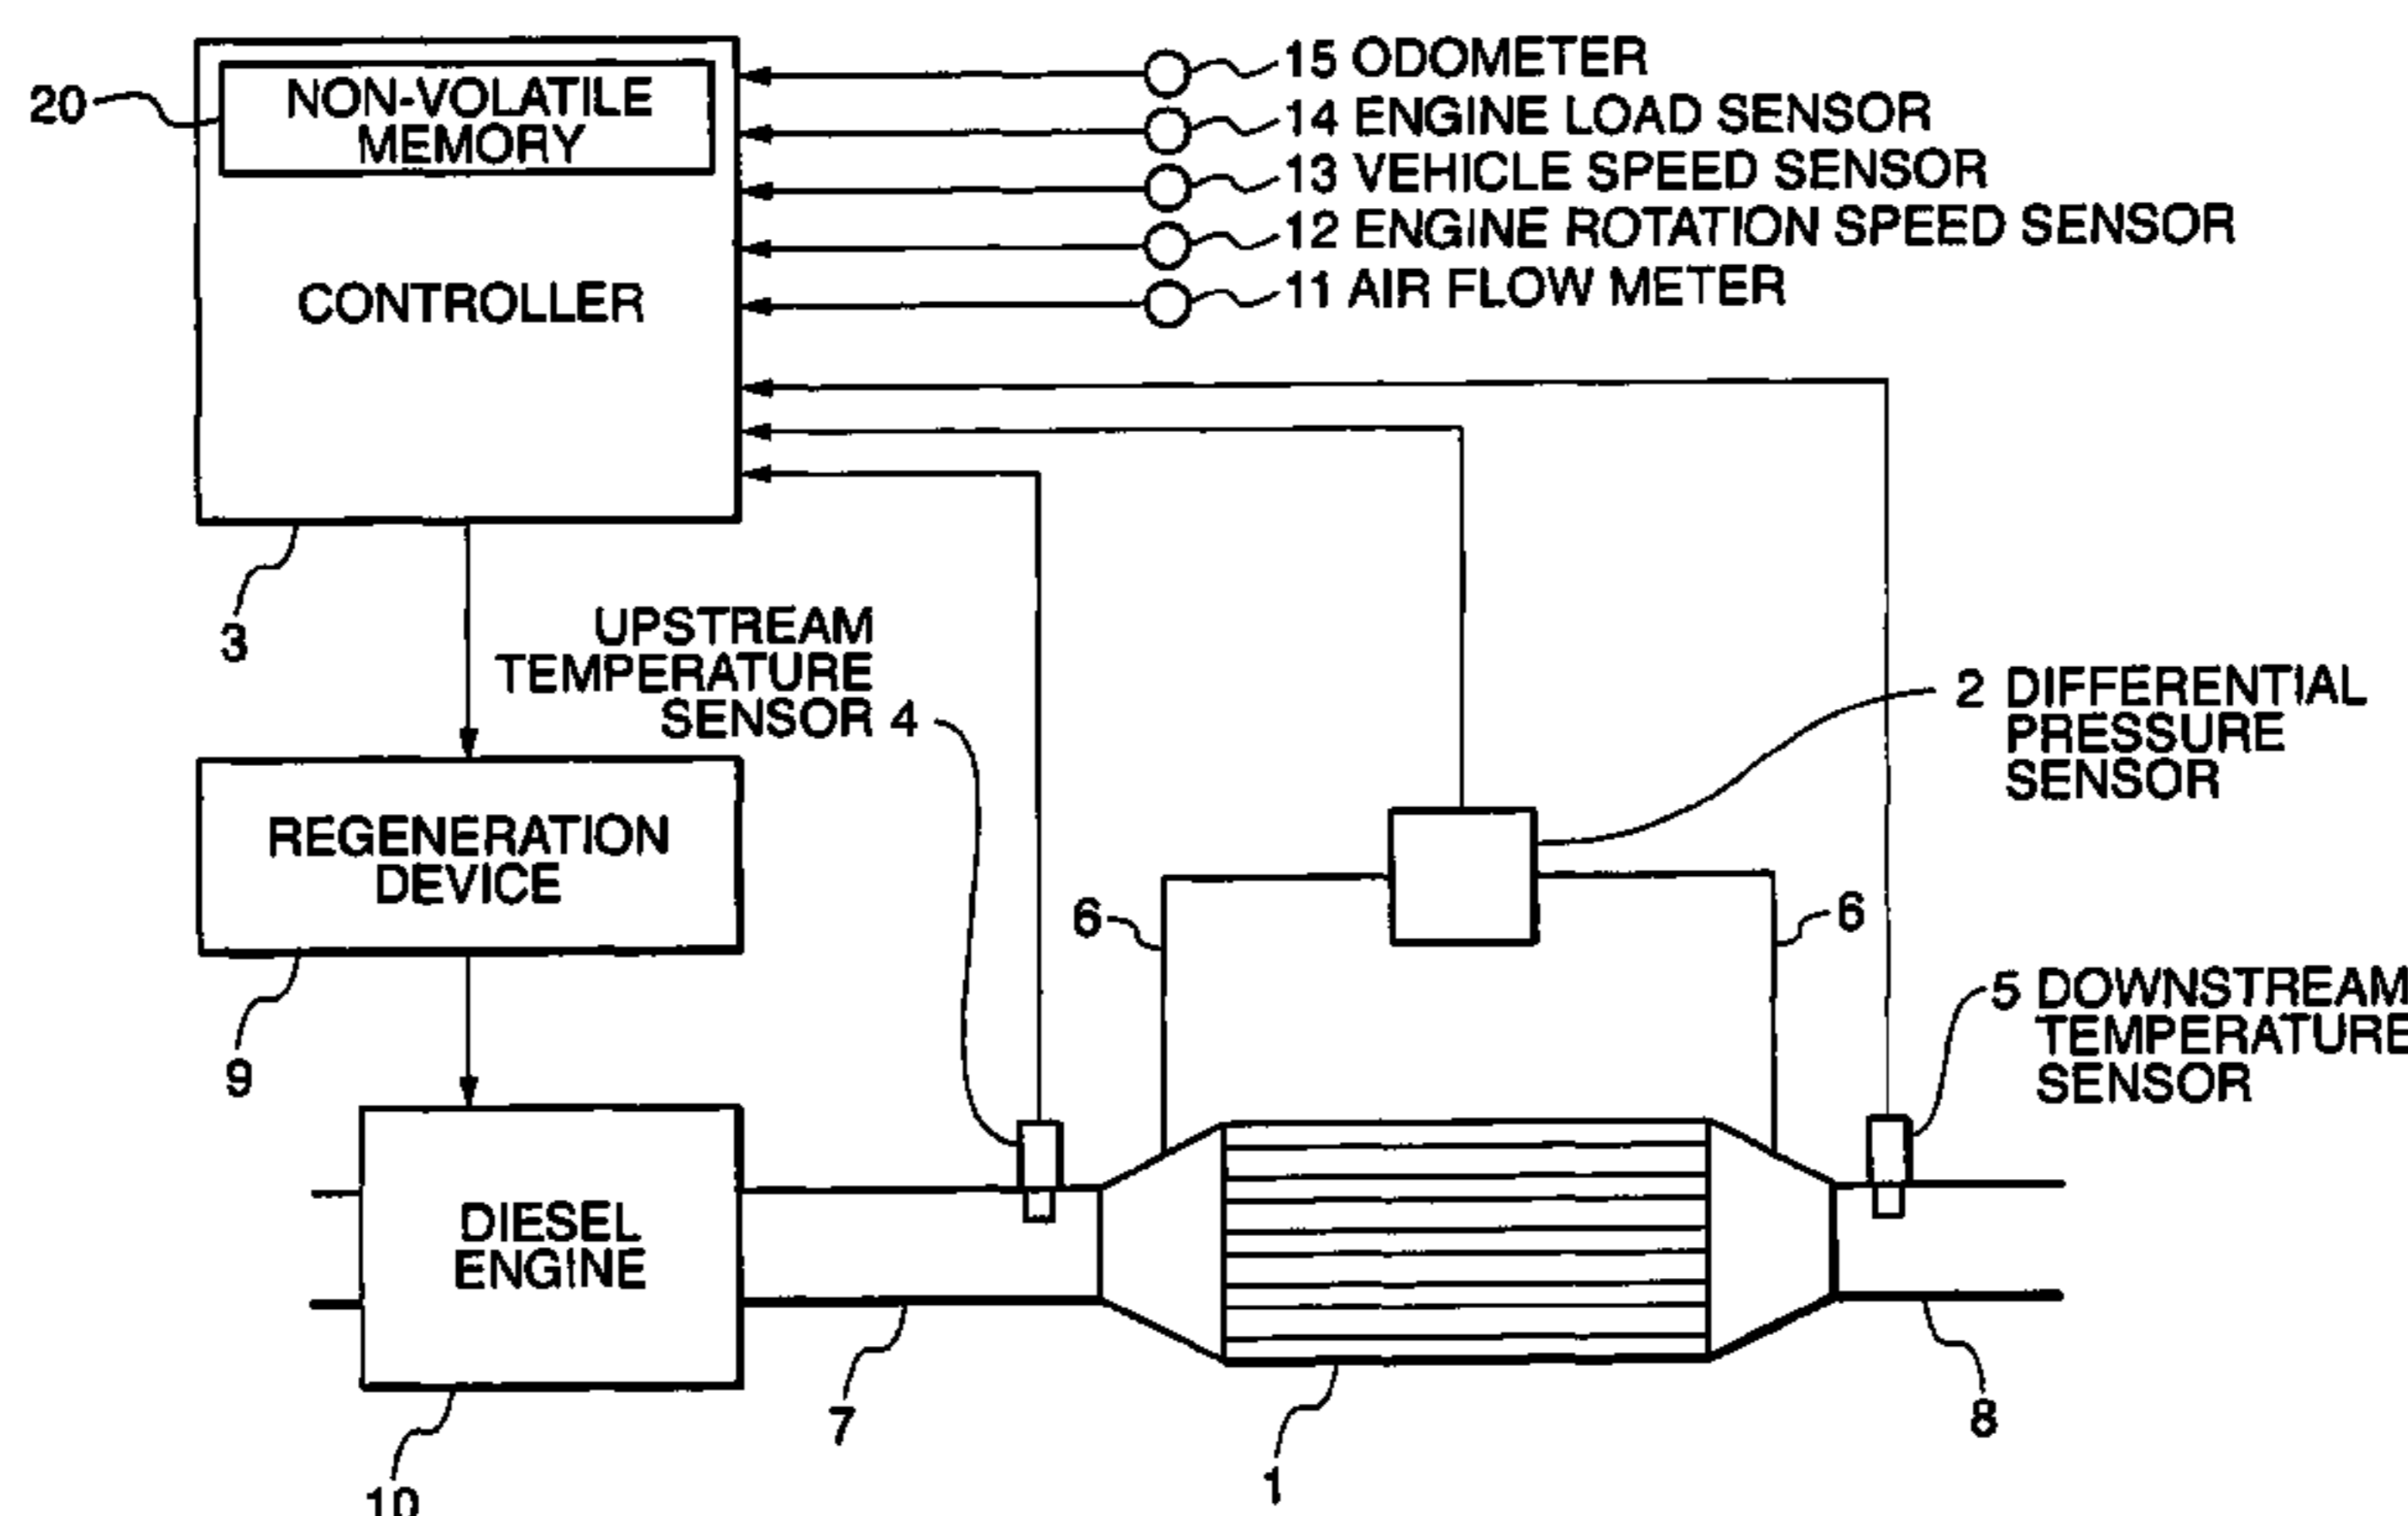 15 ODOMETER
20
NON-VOLATILE
MEMORY
14 ENGINE LOAD SENSOR
13 VEHICLE SPEED SENSOR
12 ENGINE ROTATION SPEED SENSOR
11 AIR FLOW METER
CONTROLLER
3
UPSTREAM
TEMPERATURE
SENSOR 4
2 DIFFERENTIAL
PRESSURE
SENSOR
REGENERATION
DEVICE
6
6
9
5 DOWNSTREAM
TEMPERATURE
SENSOR
DIESEL
ENGINE
7
8
1
10